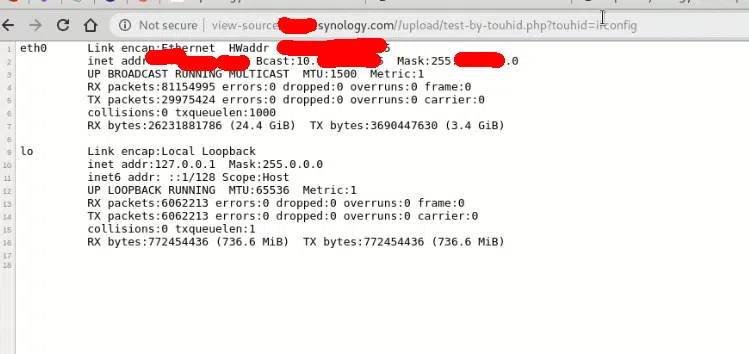 Not secure | view-source synology.com//upload/test-by-touhid.php?touhid=ifconfig
1 eth0 Link encap:Ethernet HWaddr 5
2 inet addr Bcast:10. Mask:255. .0
3 UP BROADCAST RUNNING MULTICAST MTU:1500 Metric:1
4 RX packets:81154995 errors:0 dropped:0 overruns:0 frame:0
5 TX packets:29975424 errors:0 dropped:0 overruns:0 carrier:0
6 collisions:0 txqueuelen:1000
7 RX bytes:26231881786 (24.4 GiB) TX bytes:3690447630 (3.4 GiB)
8
9 lo Link encap:Local Loopback
10 inet addr:127.0.0.1 Mask:255.0.0.0
11 inet6 addr: ::1/128 Scope:Host
12 UP LOOPBACK RUNNING MTU:65536 Metric:1
13 RX packets:6062213 errors:0 dropped:0 overruns:0 frame:0
14 TX packets:6062213 errors:0 dropped:0 overruns:0 carrier:0
15 collisions:0 txqueuelen:1
16 RX bytes:772454436 (736.6 MiB) TX bytes:772454436 (736.6 MiB)
17
18